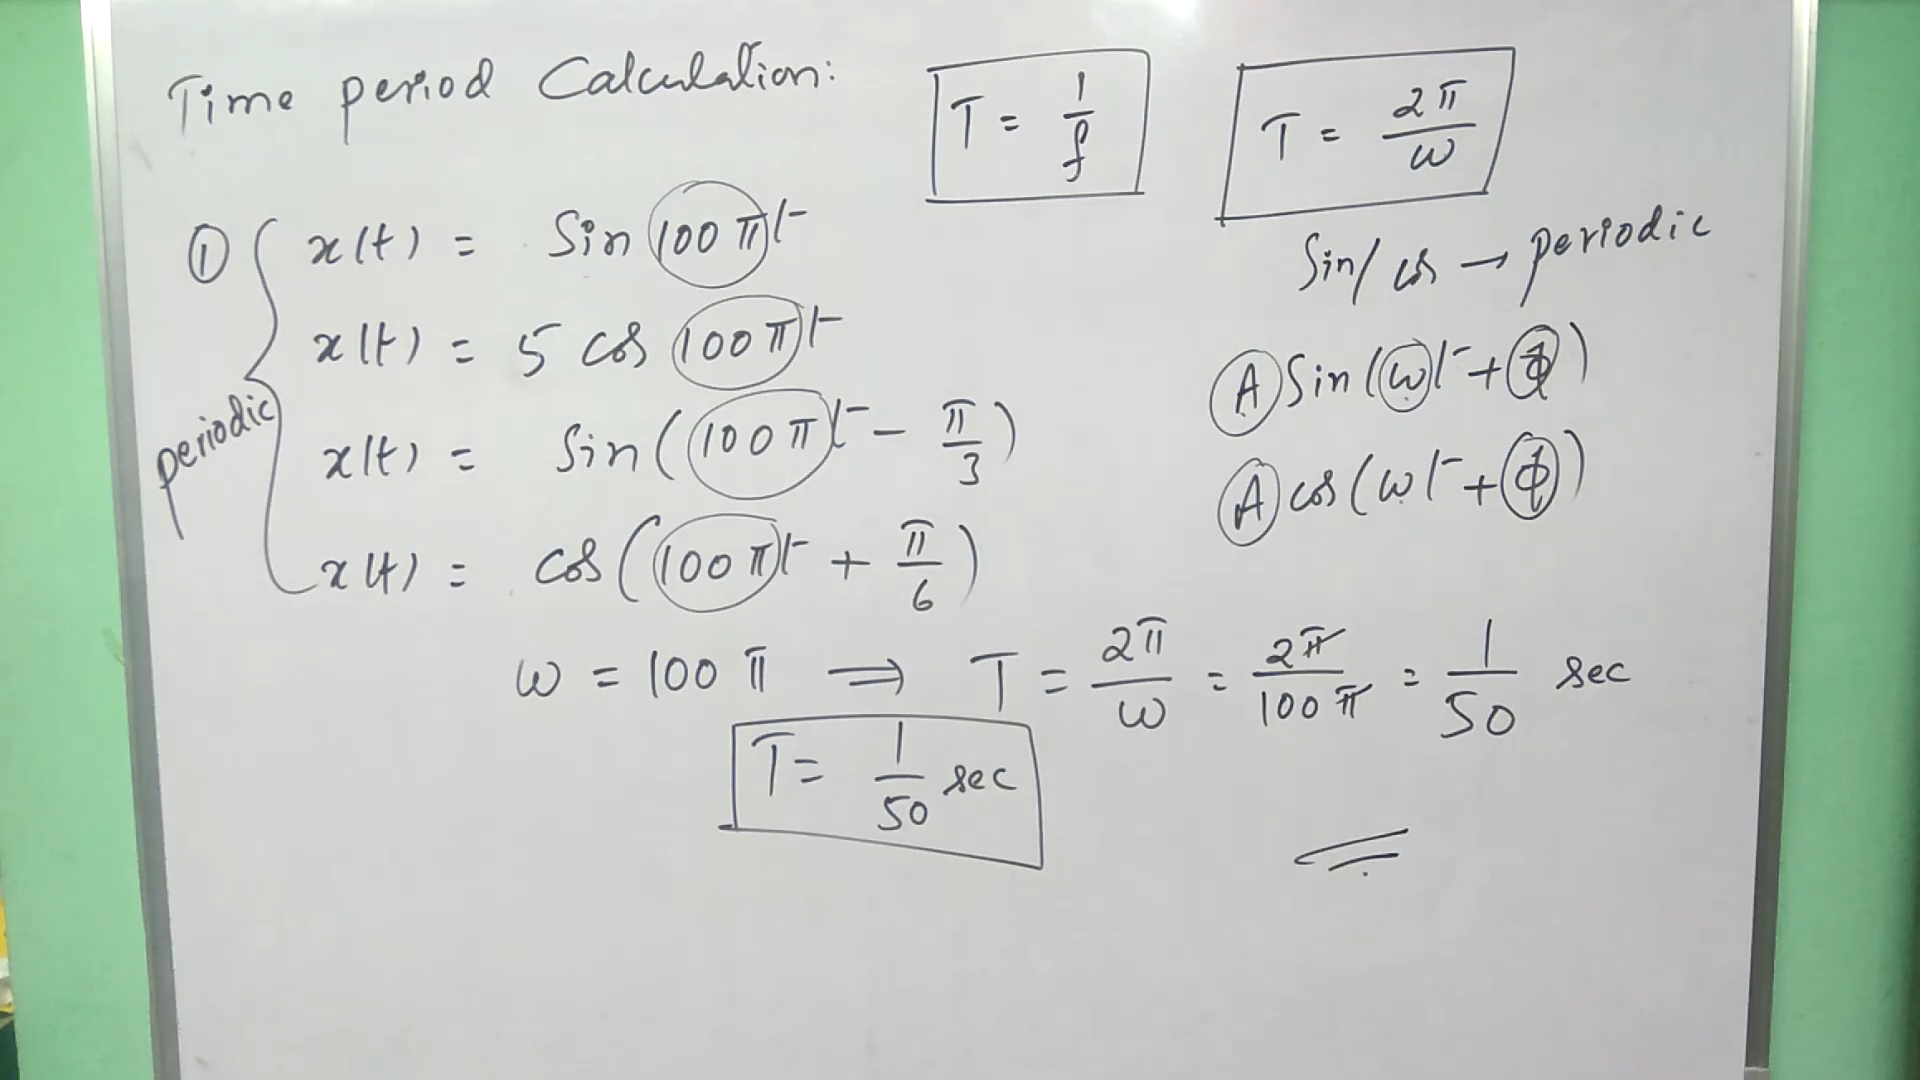 Time period Calculation:
T = 1/f
T = 2π/ω
① x(t) = Sin 100πt
Sin/cos → periodic
x(t) = 5 cos 100πt
A Sin(ωt + ϕ)
periodic
x(t) = Sin(100πt - π/3)
A cos(ωt + ϕ)
x(t) = cos(100πt + π/6)
ω = 100π ⇒ T = 2π/ω = 2π/100π = 1/50 sec
T = 1/50 sec